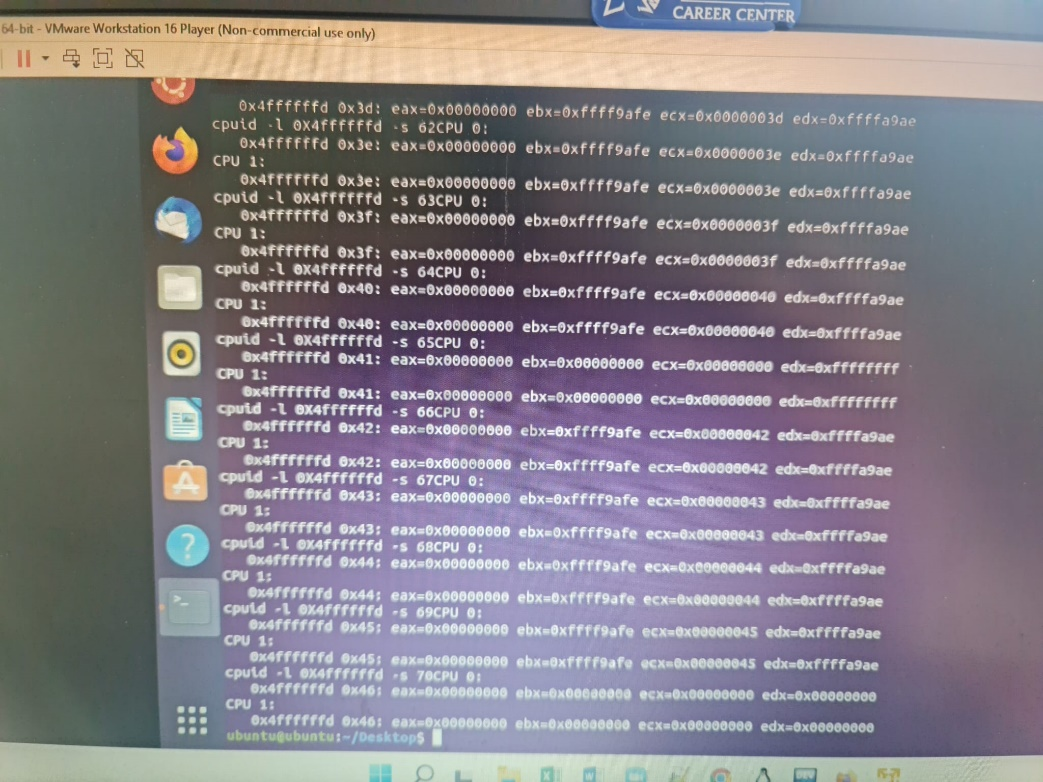 CAREER CENTER
64-bit - VMware Workstation 16 Player (Non-commercial use only)
0x4ffffffd 0x3d: eax=0x00000000 ebx=0xffff9afe ecx=0x0000003d edx=0xffffa9ae
cpuid -l 0X4ffffffd -s 62CPU 0:
0x4ffffffd 0x3e: eax=0x00000000 ebx=0xffff9afe ecx=0x0000003e edx=0xffffa9ae
CPU 1:
0x4ffffffd 0x3e: eax=0x00000000 ebx=0xffff9afe ecx=0x0000003e edx=0xffffa9ae
cpuid -l 0X4ffffffd -s 63CPU 0:
0x4ffffffd 0x3f: eax=0x00000000 ebx=0xffff9afe ecx=0x0000003f edx=0xffffa9ae
CPU 1:
0x4ffffffd 0x3f: eax=0x00000000 ebx=0xffff9afe ecx=0x0000003f edx=0xffffa9ae
cpuid -l 0X4ffffffd -s 64CPU 0:
0x4ffffffd 0x40: eax=0x00000000 ebx=0xffff9afe ecx=0x00000040 edx=0xffffa9ae
CPU 1:
0x4ffffffd 0x40: eax=0x00000000 ebx=0xffff9afe ecx=0x00000040 edx=0xffffa9ae
cpuid -l 0X4ffffffd -s 65CPU 0:
0x4ffffffd 0x41: eax=0x00000000 ebx=0x00000000 ecx=0x00000000 edx=0xffffffff
CPU 1:
0x4ffffffd 0x41: eax=0x00000000 ebx=0x00000000 ecx=0x00000000 edx=0xffffffff
cpuid -l 0X4ffffffd -s 66CPU 0:
0x4ffffffd 0x42: eax=0x00000000 ebx=0xffff9afe ecx=0x00000042 edx=0xffffa9ae
CPU 1:
0x4ffffffd 0x42: eax=0x00000000 ebx=0xffff9afe ecx=0x00000042 edx=0xffffa9ae
cpuid -l 0X4ffffffd -s 67CPU 0:
0x4ffffffd 0x43: eax=0x00000000 ebx=0xffff9afe ecx=0x00000043 edx=0xffffa9ae
CPU 1:
0x4ffffffd 0x43: eax=0x00000000 ebx=0xffff9afe ecx=0x00000043 edx=0xffffa9ae
cpuid -l 0X4ffffffd -s 68CPU 0:
0x4ffffffd 0x44: eax=0x00000000 ebx=0xffff9afe ecx=0x00000044 edx=0xffffa9ae
CPU 1:
0x4ffffffd 0x44: eax=0x00000000 ebx=0xffff9afe ecx=0x00000044 edx=0xffffa9ae
cpuid -l 0X4ffffffd -s 69CPU 0:
0x4ffffffd 0x45: eax=0x00000000 ebx=0xffff9afe ecx=0x00000045 edx=0xffffa9ae
CPU 1:
0x4ffffffd 0x45: eax=0x00000000 ebx=0xffff9afe ecx=0x00000045 edx=0xffffa9ae
cpuid -l 0X4ffffffd -s 70CPU 0:
0x4ffffffd 0x46: eax=0x00000000 ebx=0x00000000 ecx=0x00000000 edx=0x00000000
CPU 1:
0x4ffffffd 0x46: eax=0x00000000 ebx=0x00000000 ecx=0x00000000 edx=0x00000000
ubuntu@ubuntu:~/Desktop$